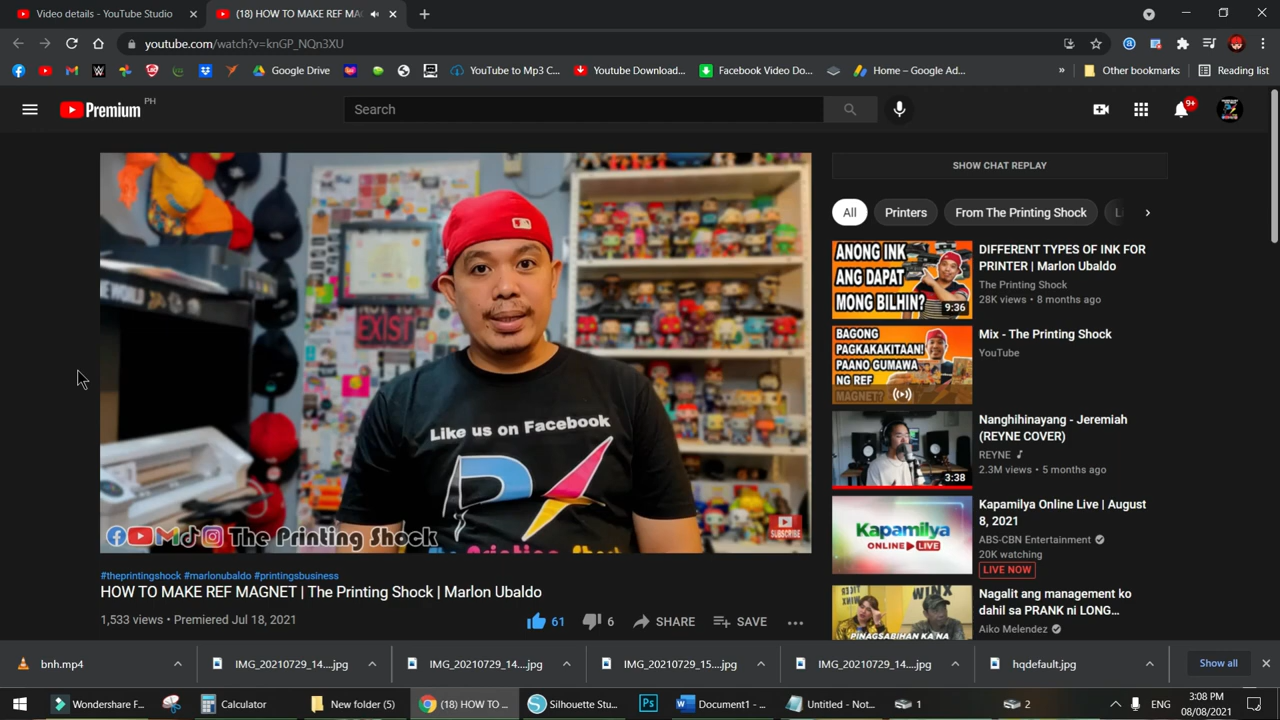 Video details - YouTube Studio
(18) HOW TO MAKE REF MA
youtube.com/watch?v=knGP_NQn3XU
Google Drive
YouTube to Mp3 C...
Youtube Download...
Facebook Video Do...
Home – Google Ad...
Other bookmarks
Reading list
Premium PH
Search
9+
EXIST
Like us on Facebook
The Printing Shock
SUBSCRIBE
#theprintingshock #marlonubaldo #printingsbusiness
HOW TO MAKE REF MAGNET | The Printing Shock | Marlon Ubaldo
1,533 views • Premiered Jul 18, 2021
61
6
SHARE
SAVE
SHOW CHAT REPLAY
All
Printers
From The Printing Shock
ANONG INK
ANG DAPAT
MONG BILHIN?
9:36
DIFFERENT TYPES OF INK FOR
PRINTER | Marlon Ubaldo
The Printing Shock
28K views • 8 months ago
BAGONG
PAGKAKAKITAAN!
PAANO GUMAWA
NG REF
MAGNET?
Mix - The Printing Shock
YouTube
3:38
Nanghihinayang - Jeremiah
(REYNE COVER)
REYNE
2.3M views • 5 months ago
Kapamilya
ONLINE LIVE
Kapamilya Online Live | August
8, 2021
ABS-CBN Entertainment
20K watching
LIVE NOW
PINAGSABIHAN KA NA
Nagalit ang management ko
dahil sa PRANK ni LONG...
Aiko Melendez
bnh.mp4
IMG_20210729_14....jpg
IMG_20210729_14....jpg
IMG_20210729_15....jpg
IMG_20210729_14....jpg
hqdefault.jpg
Show all
Wondershare F...
Calculator
New folder (5)
(18) HOW TO ...
Silhouette Stu...
Ps
Document1 - ...
Untitled - Not...
1
2
ENG
3:08 PM
08/08/2021